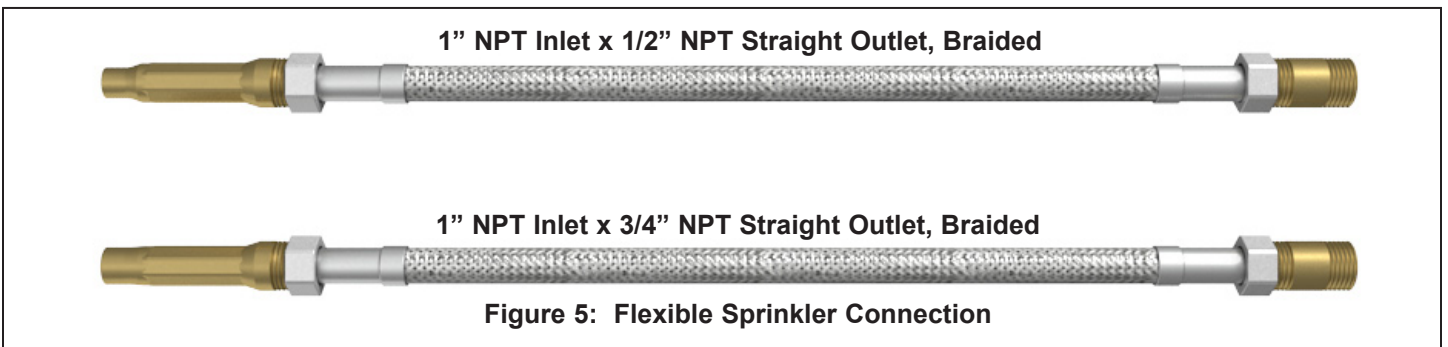 1” NPT Inlet x 1/2” NPT Straight Outlet, Braided
1” NPT Inlet x 3/4” NPT Straight Outlet, Braided
Figure 5:  Flexible Sprinkler Connection